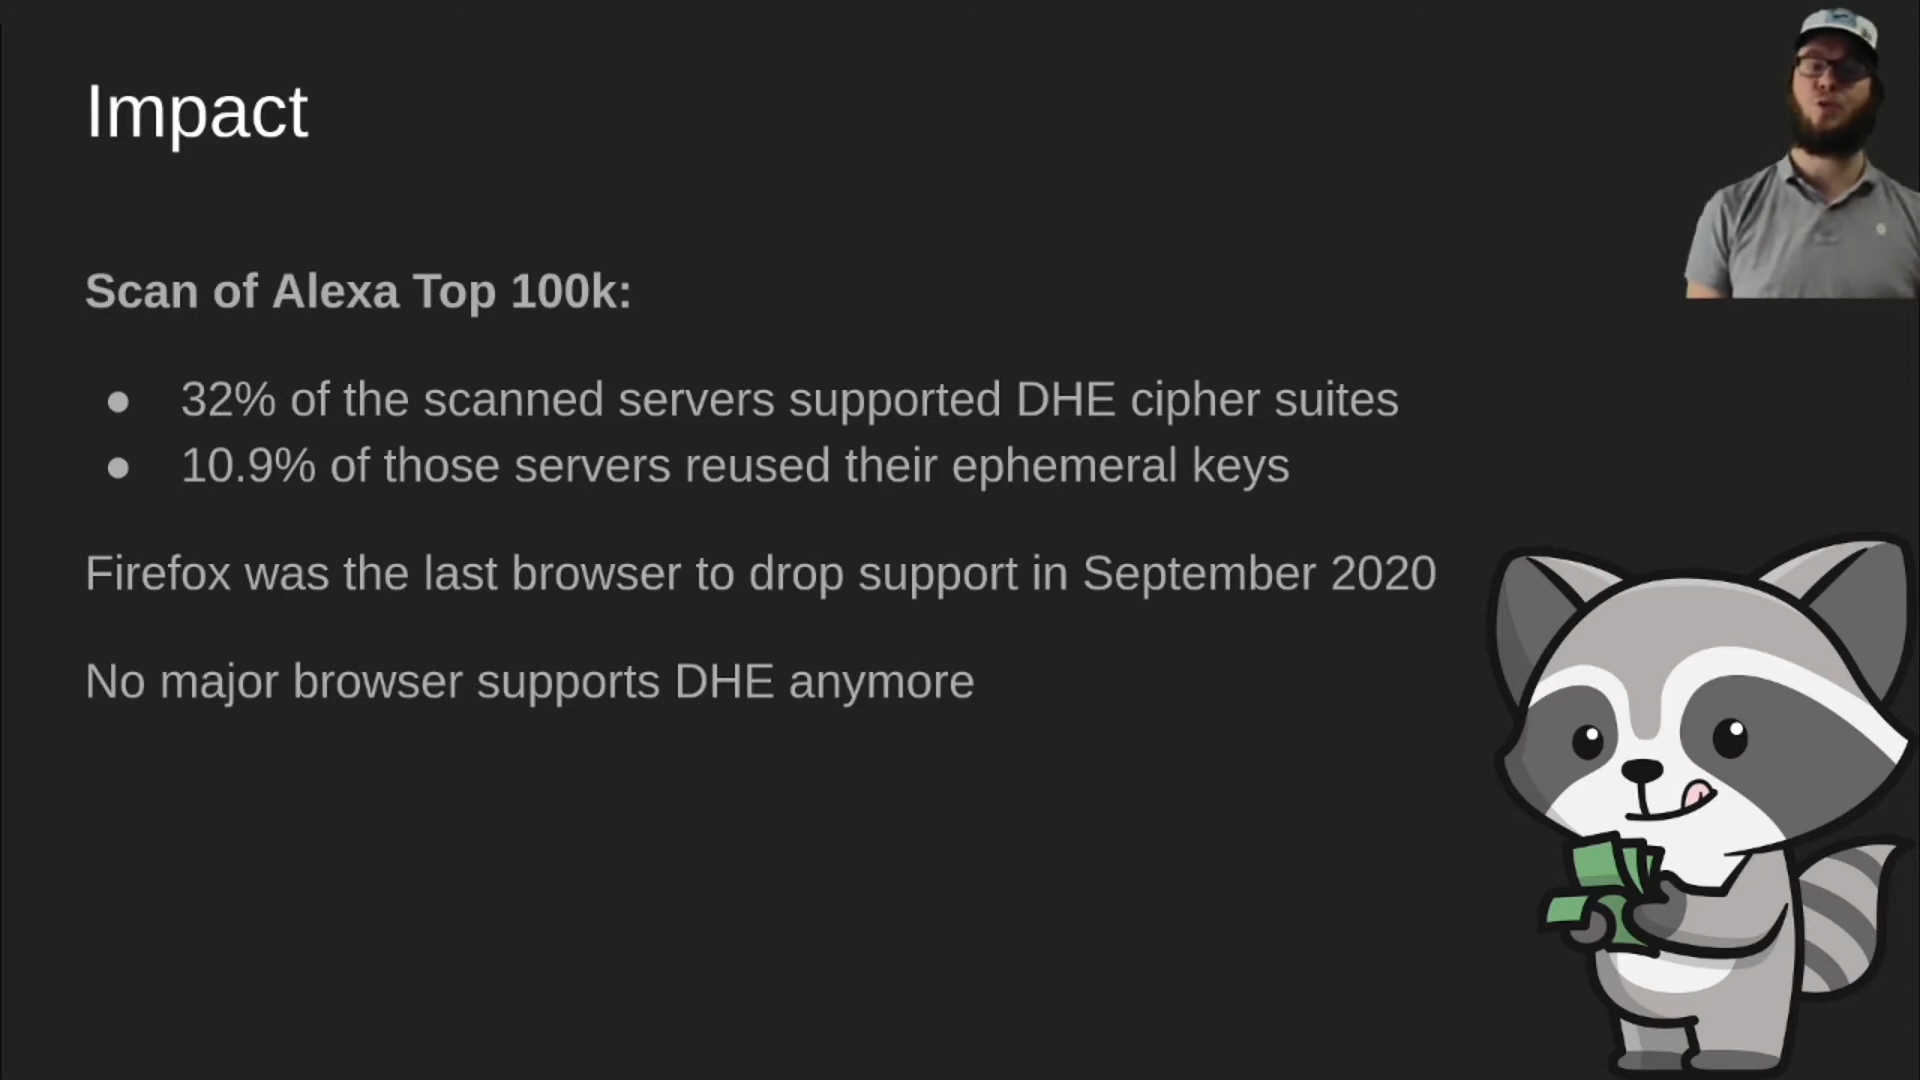 Impact
Scan of Alexa Top 100k:
● 32% of the scanned servers supported DHE cipher suites
● 10.9% of those servers reused their ephemeral keys
Firefox was the last browser to drop support in September 2020
No major browser supports DHE anymore